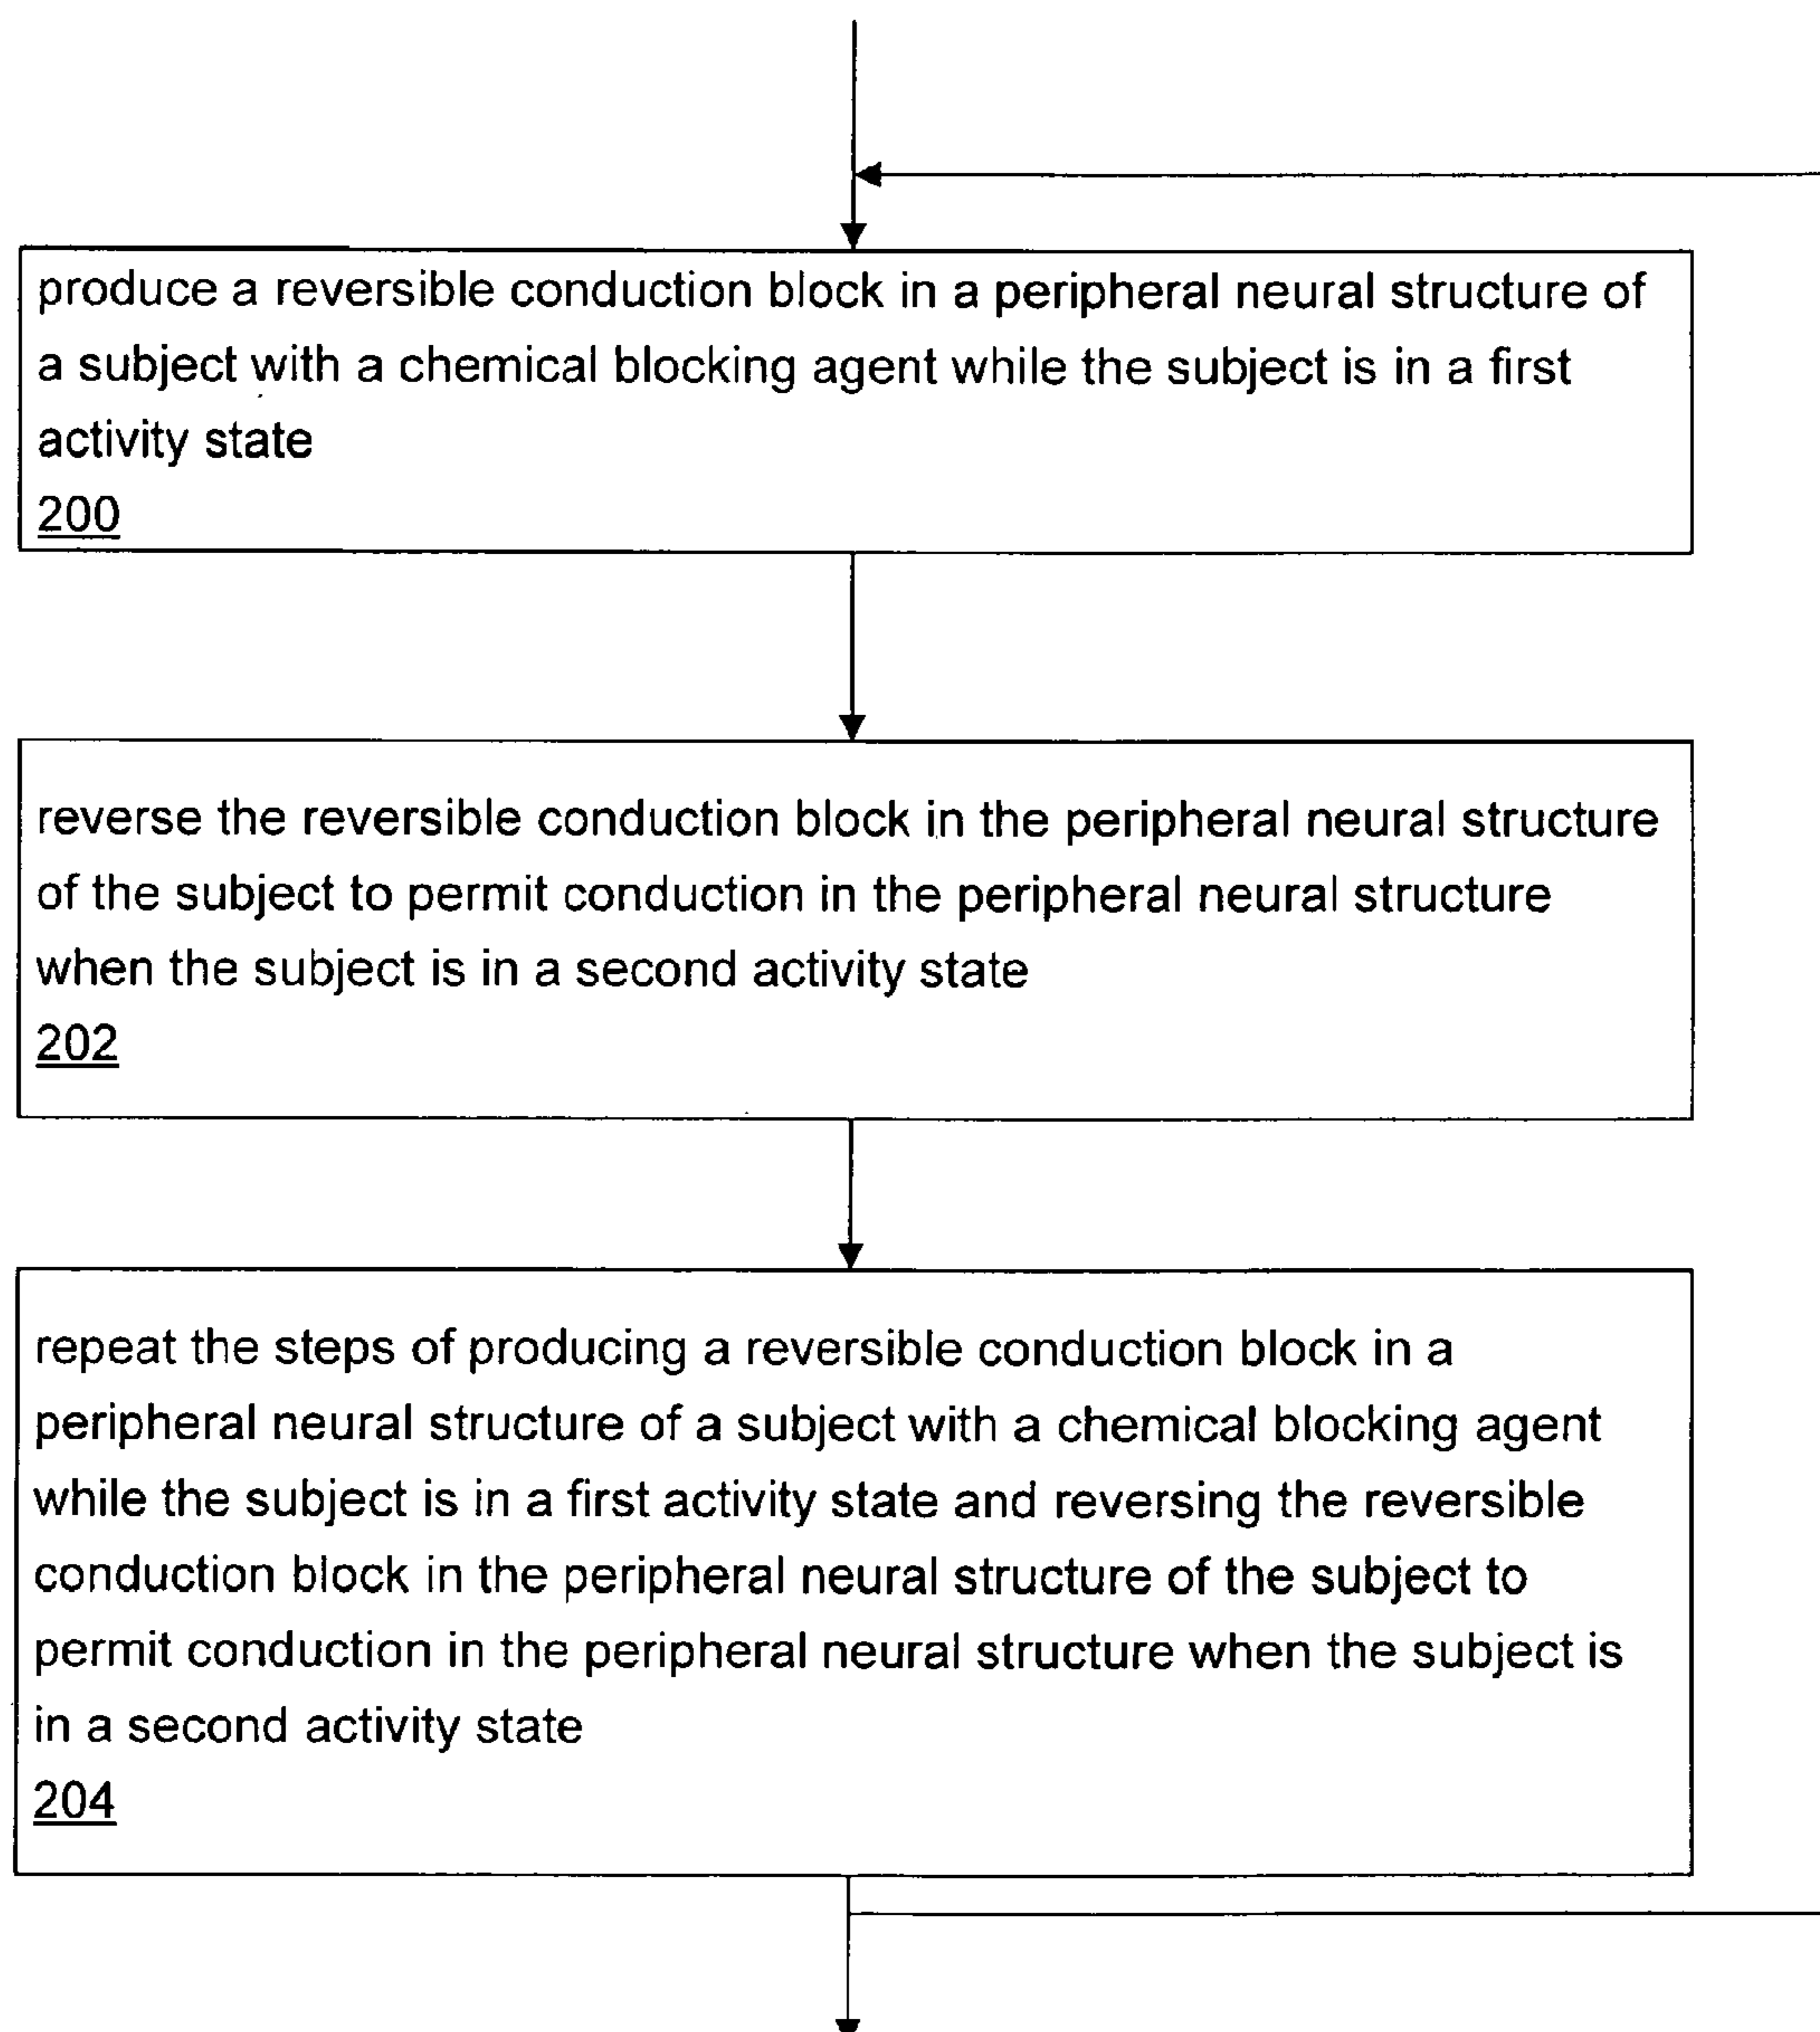 produce a reversible conduction block in a peripheral neural structure of
a subject with a chemical blocking agent while the subject is in a first
activity state
200
reverse the reversible conduction block in the peripheral neural structure
of the subject to permit conduction in the peripheral neural structure
when the subject is in a second activity state
202
repeat the steps of producing a reversible conduction block in a
peripheral neural structure of a subject with a chemical blocking agent
while the subject is in a first activity state and reversing the reversible
conduction block in the peripheral neural structure of the subject to
permit conduction in the peripheral neural structure when the subject is
in a second activity state
204